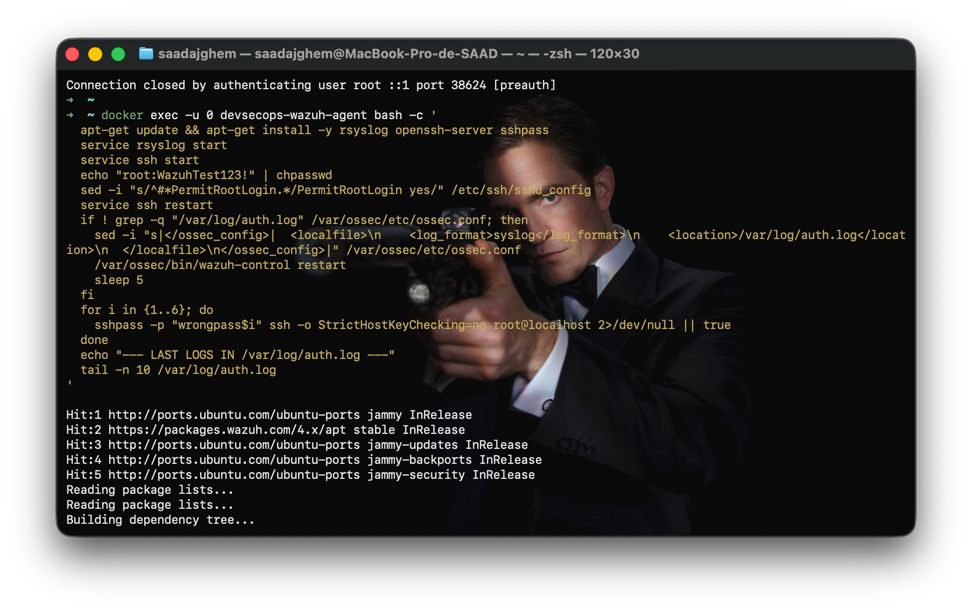 saadajghem — saadajghem@MacBook-Pro-de-SAAD — ~ — -zsh — 120×30
Connection closed by authenticating user root ::1 port 38624 [preauth]
→ ~
→ ~ docker exec -u 0 devsecops-wazuh-agent bash -c '
  apt-get update && apt-get install -y rsyslog openssh-server sshpass
  service rsyslog start
  service ssh start
  echo "root:WazuhTest123!" | chpasswd
  sed -i "s/^#*PermitRootLogin.*/PermitRootLogin yes/" /etc/ssh/sshd_config
  service ssh restart
  if ! grep -q "/var/log/auth.log" /var/ossec/etc/ossec.conf; then
    sed -i "s|</ossec_config>|  <localfile>\n    <log_format>syslog</log_format>\n    <location>/var/log/auth.log</locat
ion>\n  </localfile>\n</ossec_config>|" /var/ossec/etc/ossec.conf
    /var/ossec/bin/wazuh-control restart
    sleep 5
  fi
  for i in {1..6}; do
    sshpass -p "wrongpass$i" ssh -o StrictHostKeyChecking=no root@localhost 2>/dev/null || true
  done
  echo "--- LAST LOGS IN /var/log/auth.log ---"
  tail -n 10 /var/log/auth.log
'
Hit:1 http://ports.ubuntu.com/ubuntu-ports jammy InRelease
Hit:2 https://packages.wazuh.com/4.x/apt stable InRelease
Hit:3 http://ports.ubuntu.com/ubuntu-ports jammy-updates InRelease
Hit:4 http://ports.ubuntu.com/ubuntu-ports jammy-backports InRelease
Hit:5 http://ports.ubuntu.com/ubuntu-ports jammy-security InRelease
Reading package lists...
Reading package lists...
Building dependency tree...